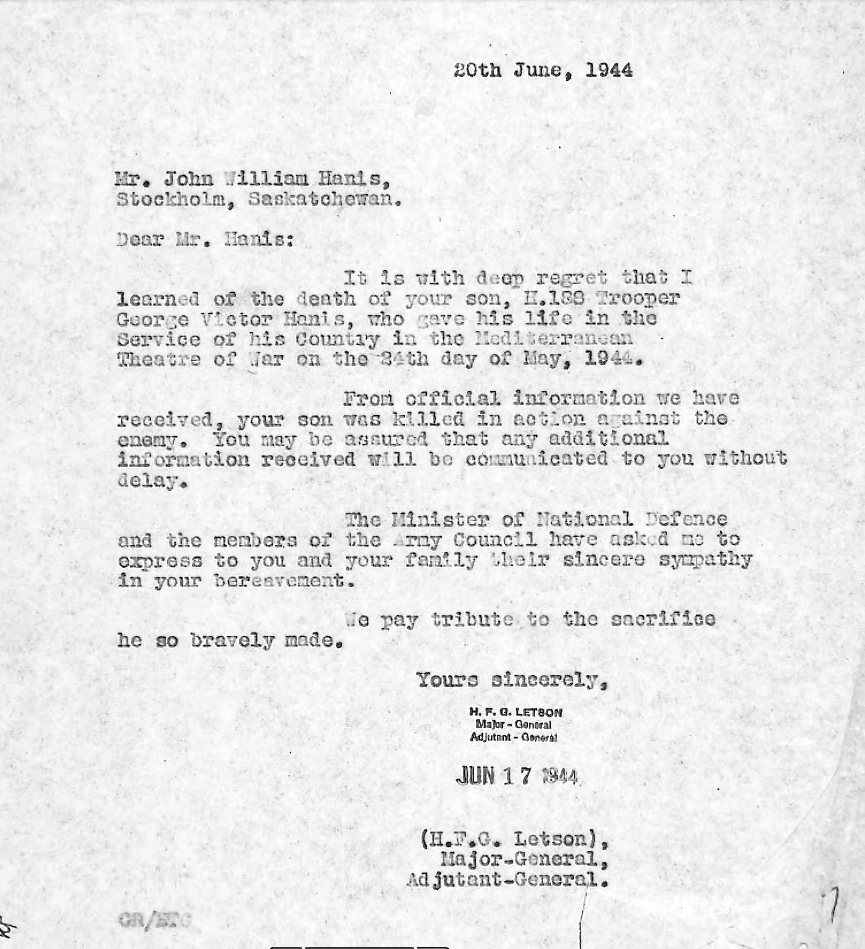 20th June, 1944
Mr. John William Hanis,
Stockholm, Saskatchewan.
Dear Mr. Hanis:
It is with deep regret that I
learned of the death of your son, H.188 Trooper
George Victor Hanis, who gave his life in the
Service of his Country in the Mediterranean
Theatre of War on the 24th day of May, 1944.
From official information we have
received, your son was killed in action against the
enemy. You may be assured that any additional
information received will be communicated to you without
delay.
The Minister of National Defence
and the members of the Army Council have asked me to
express to you and your family their sincere sympathy
in your bereavement.
We pay tribute to the sacrifice
he so bravely made.
Yours sincerely,
H. F. G. LETSON
Major - General
Adjutant - General
JUN 17 1944
(H.F.G. Letson),
Major-General,
Adjutant-General.